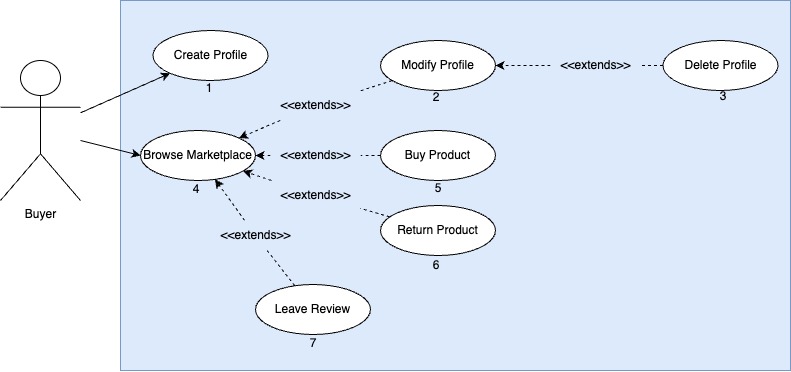 Create Profile
1
Modify Profile
2
<<extends>>
Delete Profile
3
<<extends>>
Browse Marketplace
4
<<extends>>
Buy Product
5
<<extends>>
Return Product
6
<<extends>>
Leave Review
7
Buyer